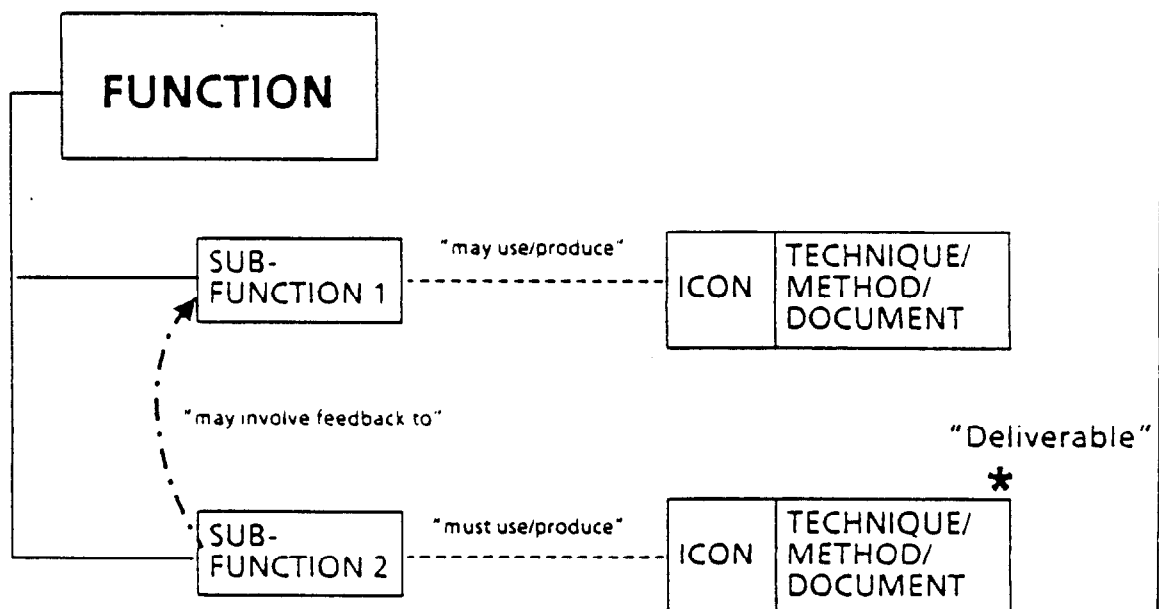 FUNCTION
SUB-
FUNCTION 1
"may use/produce"
ICON
TECHNIQUE/
METHOD/
DOCUMENT
"may involve feedback to"
"Deliverable"
*
SUB-
FUNCTION 2
"must use/produce"
ICON
TECHNIQUE/
METHOD/
DOCUMENT